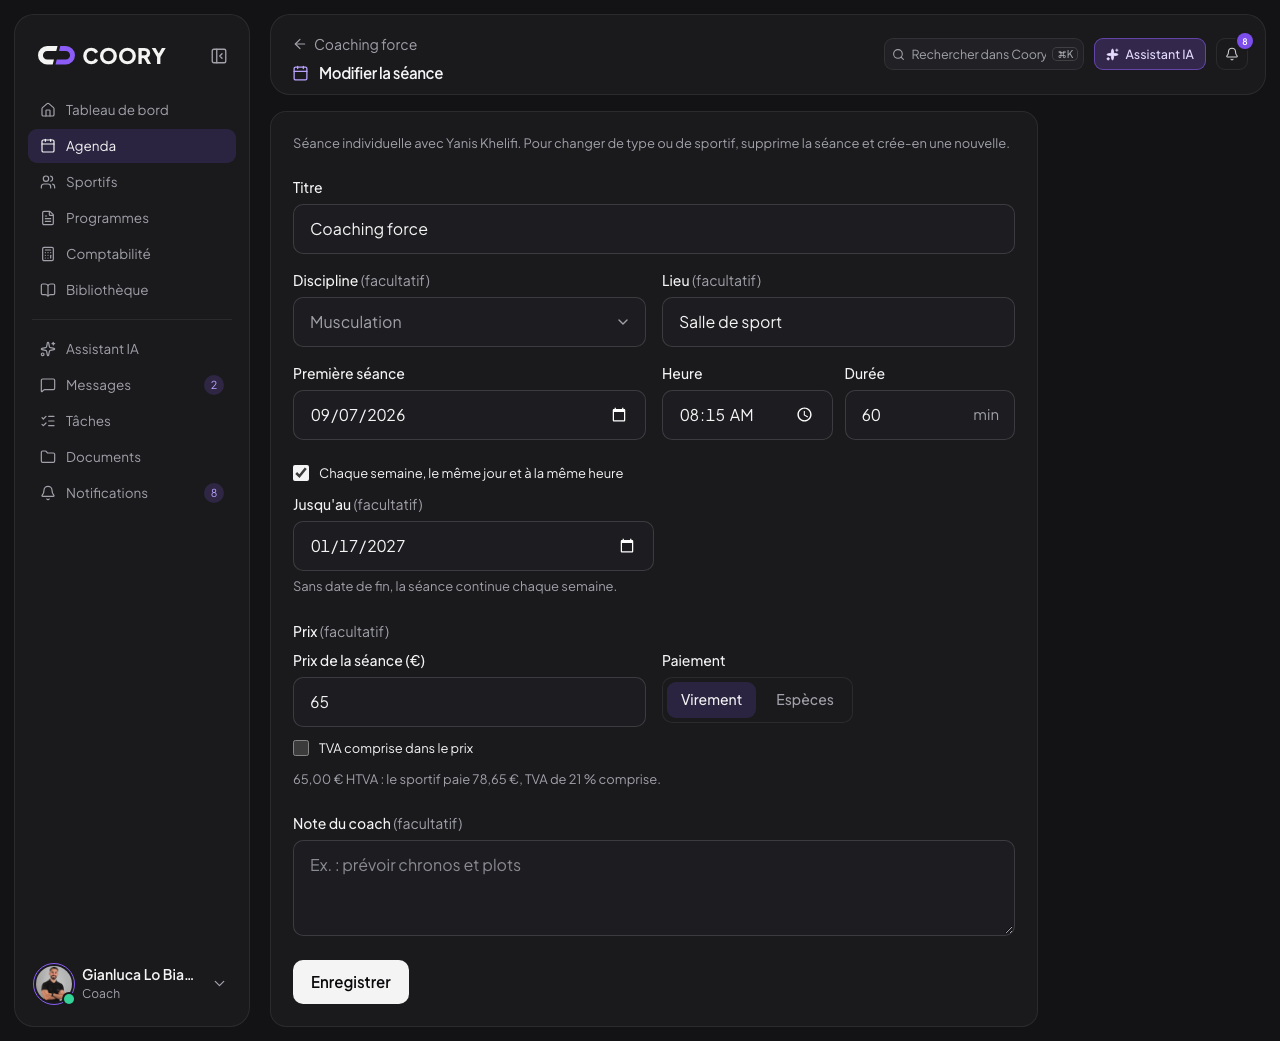 COORY
Tableau de bord
Agenda
Sportifs
Programmes
Comptabilité
Bibliothèque
Assistant IA
Messages 2
Tâches
Documents
Notifications 8
Gianluca Lo Bia...
Coach
Coaching force
Modifier la séance
Rechercher dans Coory ⌘K
Assistant IA
8
Séance individuelle avec Yanis Khelifi. Pour changer de type ou de sportif, supprime la séance et crée-en une nouvelle.
Titre
Coaching force
Discipline (facultatif) Lieu (facultatif)
Musculation Salle de sport
Première séance Heure Durée
09/07/2026 08:15 AM 60 min
Chaque semaine, le même jour et à la même heure
Jusqu'au (facultatif)
01/17/2027
Sans date de fin, la séance continue chaque semaine.
Prix (facultatif)
Prix de la séance (€) Paiement
65 Virement Espèces
TVA comprise dans le prix
65,00 € HTVA : le sportif paie 78,65 €, TVA de 21 % comprise.
Note du coach (facultatif)
Ex. : prévoir chronos et plots
Enregistrer